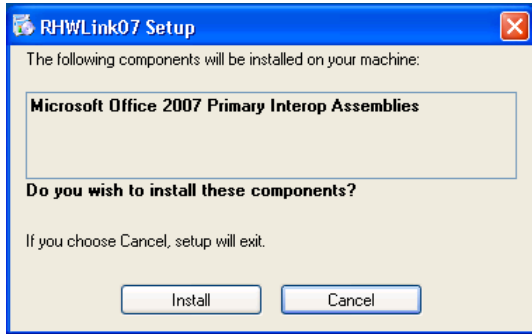 RHWLink07 Setup
The following components will be installed on your machine:
Microsoft Office 2007 Primary Interop Assemblies
Do you wish to install these components?
If you choose Cancel, setup will exit.
Install
Cancel